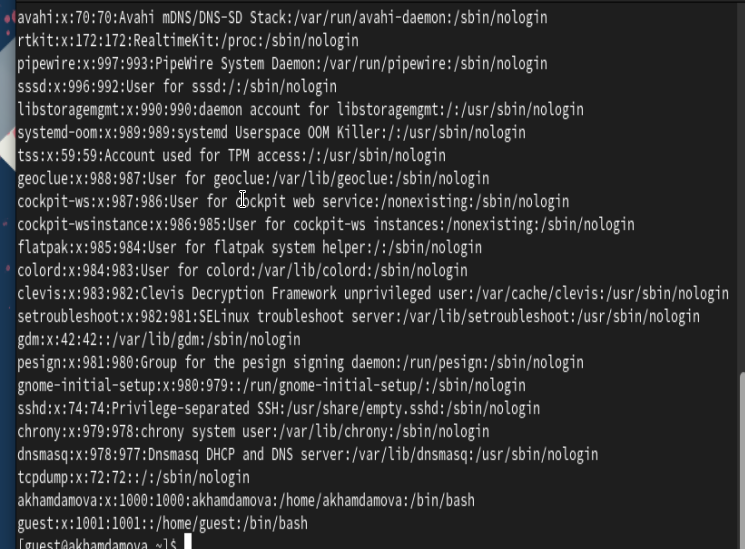 avahi:x:70:70:Avahi mDNS/DNS-SD Stack:/var/run/avahi-daemon:/sbin/nologin
rtkit:x:172:172:RealtimeKit:/proc:/sbin/nologin
pipewire:x:997:993:PipeWire System Daemon:/var/run/pipewire:/sbin/nologin
sssd:x:996:992:User for sssd:/:/sbin/nologin
libstoragemgmt:x:990:990:daemon account for libstoragemgmt:/:/usr/sbin/nologin
systemd-oom:x:989:989:systemd Userspace OOM Killer:/:/usr/sbin/nologin
tss:x:59:59:Account used for TPM access:/:/usr/sbin/nologin
geoclue:x:988:987:User for geoclue:/var/lib/geoclue:/sbin/nologin
cockpit-ws:x:987:986:User for cockpit web service:/nonexisting:/sbin/nologin
cockpit-wsinstance:x:986:985:User for cockpit-ws instances:/nonexisting:/sbin/nologin
flatpak:x:985:984:User for flatpak system helper:/:/sbin/nologin
colord:x:984:983:User for colord:/var/lib/colord:/sbin/nologin
clevis:x:983:982:Clevis Decryption Framework unprivileged user:/var/cache/clevis:/usr/sbin/nologin
setroubleshoot:x:982:981:SELinux troubleshoot server:/var/lib/setroubleshoot:/usr/sbin/nologin
gdm:x:42:42::/var/lib/gdm:/sbin/nologin
pesign:x:981:980:Group for the pesign signing daemon:/run/pesign:/sbin/nologin
gnome-initial-setup:x:980:979::/run/gnome-initial-setup/:/sbin/nologin
sshd:x:74:74:Privilege-separated SSH:/usr/share/empty.sshd:/sbin/nologin
chrony:x:979:978:chrony system user:/var/lib/chrony:/sbin/nologin
dnsmasq:x:978:977:Dnsmasq DHCP and DNS server:/var/lib/dnsmasq:/usr/sbin/nologin
tcpdump:x:72:72::/:/sbin/nologin
akhamdamova:x:1000:1000:akhamdamova:/home/akhamdamova:/bin/bash
guest:x:1001:1001::/home/guest:/bin/bash
[guest@akhamdamova ~]$